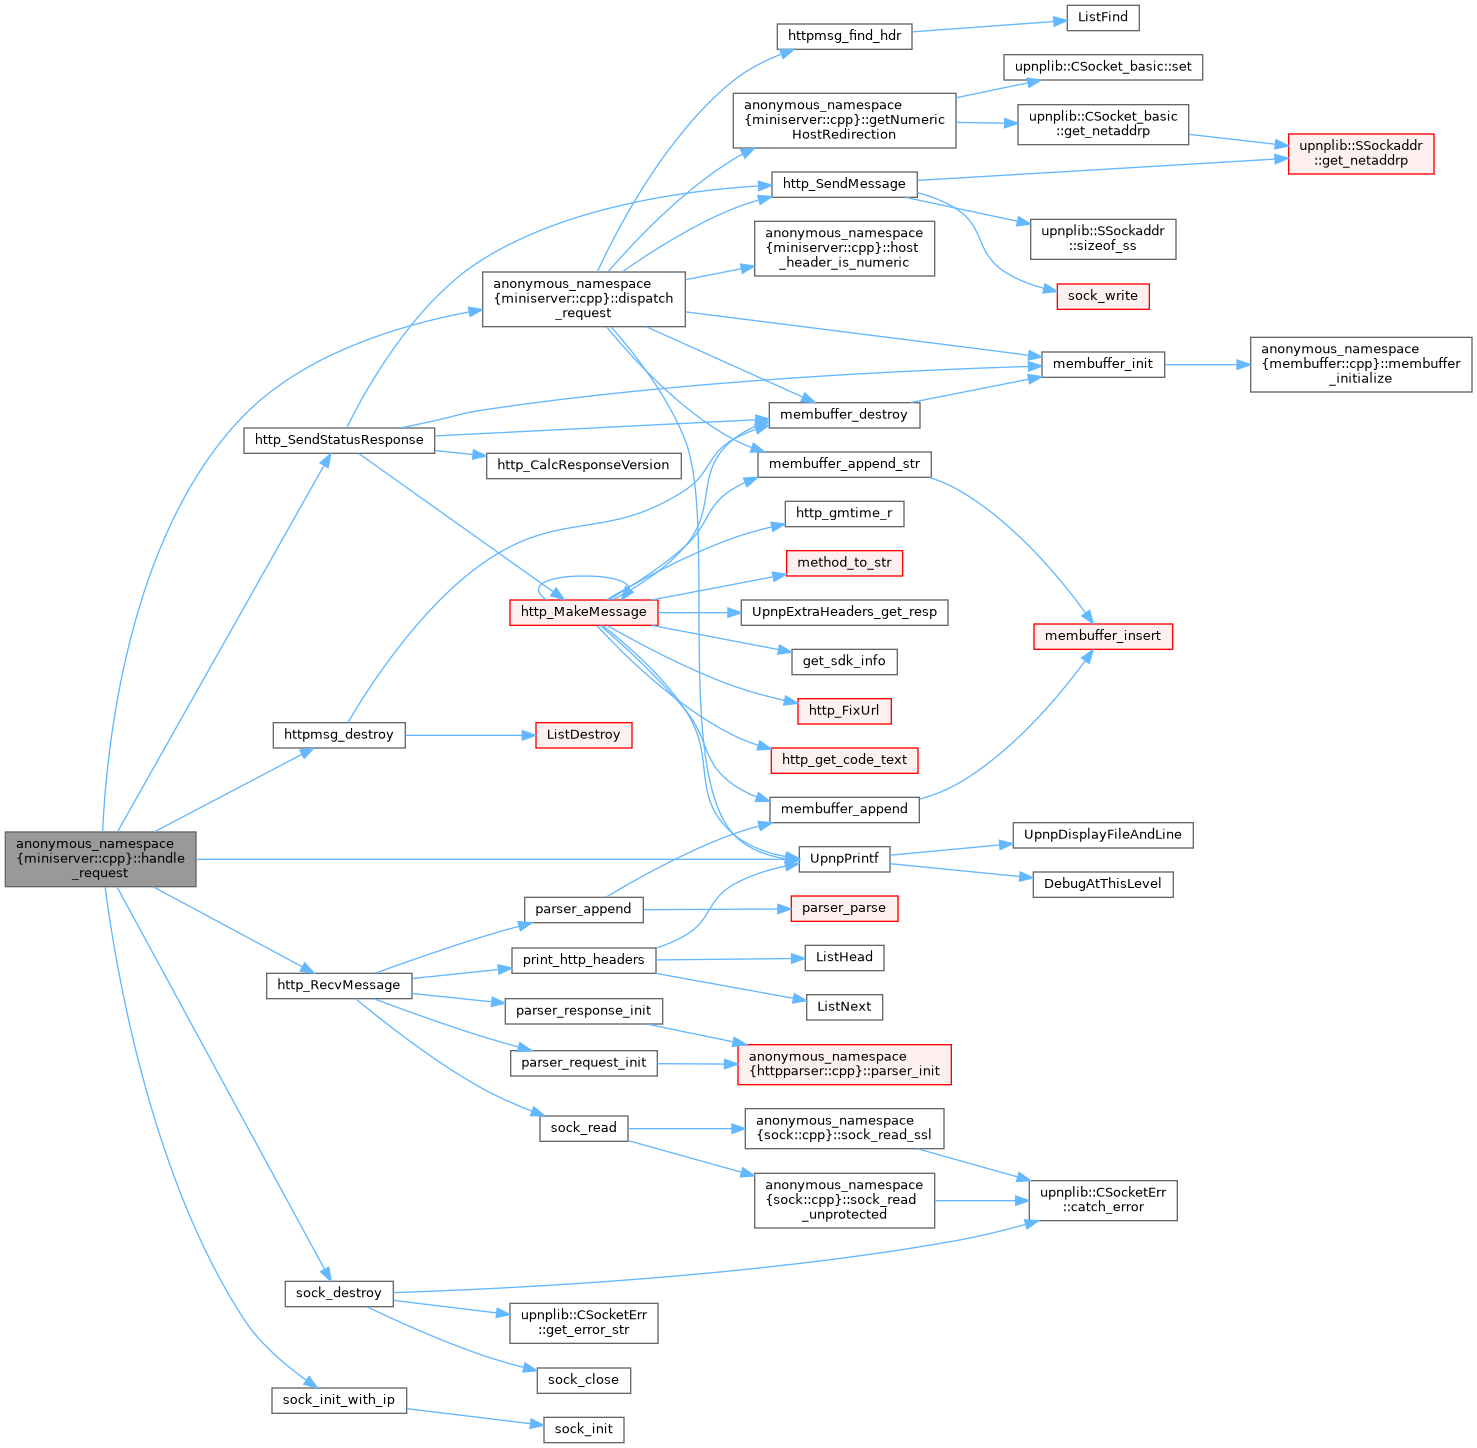 anonymous_namespace
{miniserver::cpp}::handle
_request
anonymous_namespace
{miniserver::cpp}::dispatch
_request
http_SendStatusResponse
httpmsg_destroy
http_RecvMessage
sock_destroy
sock_init_with_ip
http_CalcResponseVersion
http_MakeMessage
ListDestroy
parser_append
print_http_headers
parser_response_init
parser_request_init
sock_read
upnplib::CSocketErr
::get_error_str
sock_close
sock_init
httpmsg_find_hdr
anonymous_namespace
{miniserver::cpp}::getNumeric
HostRedirection
http_SendMessage
anonymous_namespace
{miniserver::cpp}::host
_header_is_numeric
membuffer_destroy
membuffer_append_str
http_gmtime_r
method_to_str
UpnpExtraHeaders_get_resp
get_sdk_info
http_FixUrl
http_get_code_text
membuffer_append
UpnpPrintf
parser_parse
ListHead
ListNext
anonymous_namespace
{httpparser::cpp}::parser_init
anonymous_namespace
{sock::cpp}::sock_read_ssl
anonymous_namespace
{sock::cpp}::sock_read
_unprotected
ListFind
upnplib::CSocket_basic::set
upnplib::CSocket_basic
::get_netaddrp
upnplib::SSockaddr
::sizeof_ss
sock_write
membuffer_init
membuffer_insert
UpnpDisplayFileAndLine
DebugAtThisLevel
upnplib::CSocketErr
::catch_error
upnplib::SSockaddr
::get_netaddrp
anonymous_namespace
{membuffer::cpp}::membuffer
_initialize